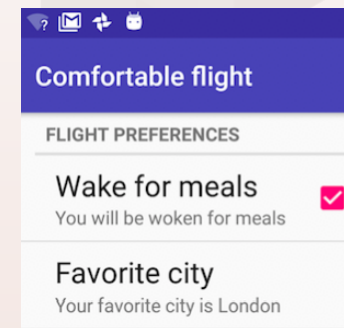 Comfortable flight
FLIGHT PREFERENCES
Wake for meals
You will be woken for meals
Favorite city
Your favorite city is London